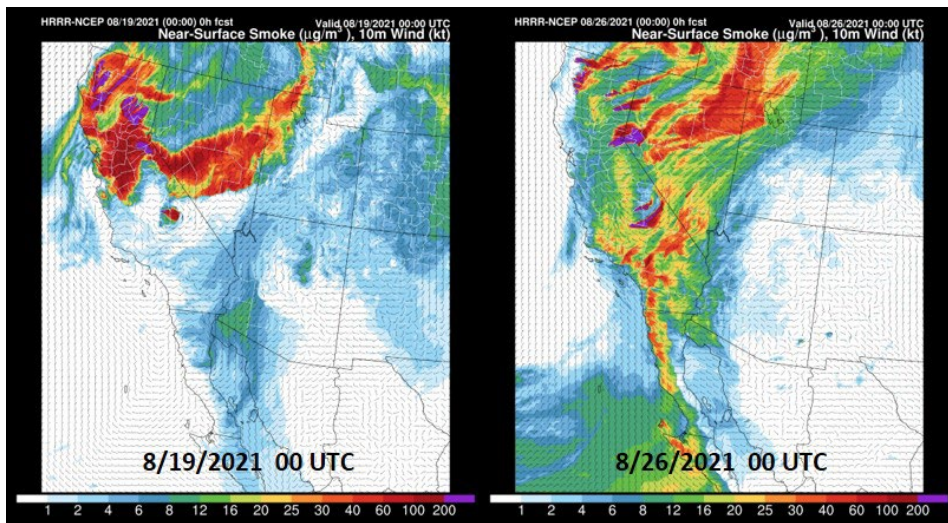 HRRR-NCEP 08/19/2021 (00:00) 0h fcst Valid 08/19/2021 00:00 UTC
Near-Surface Smoke (µg/m³), 10m Wind (kt)
8/19/2021 00 UTC
1 2 4 6 8 12 16 20 25 30 40 60 100 200
HRRR-NCEP 08/26/2021 (00:00) 0h fcst Valid 08/26/2021 00:00 UTC
Near-Surface Smoke (µg/m³), 10m Wind (kt)
8/26/2021 00 UTC
1 2 4 6 8 12 16 20 25 30 40 60 100 200